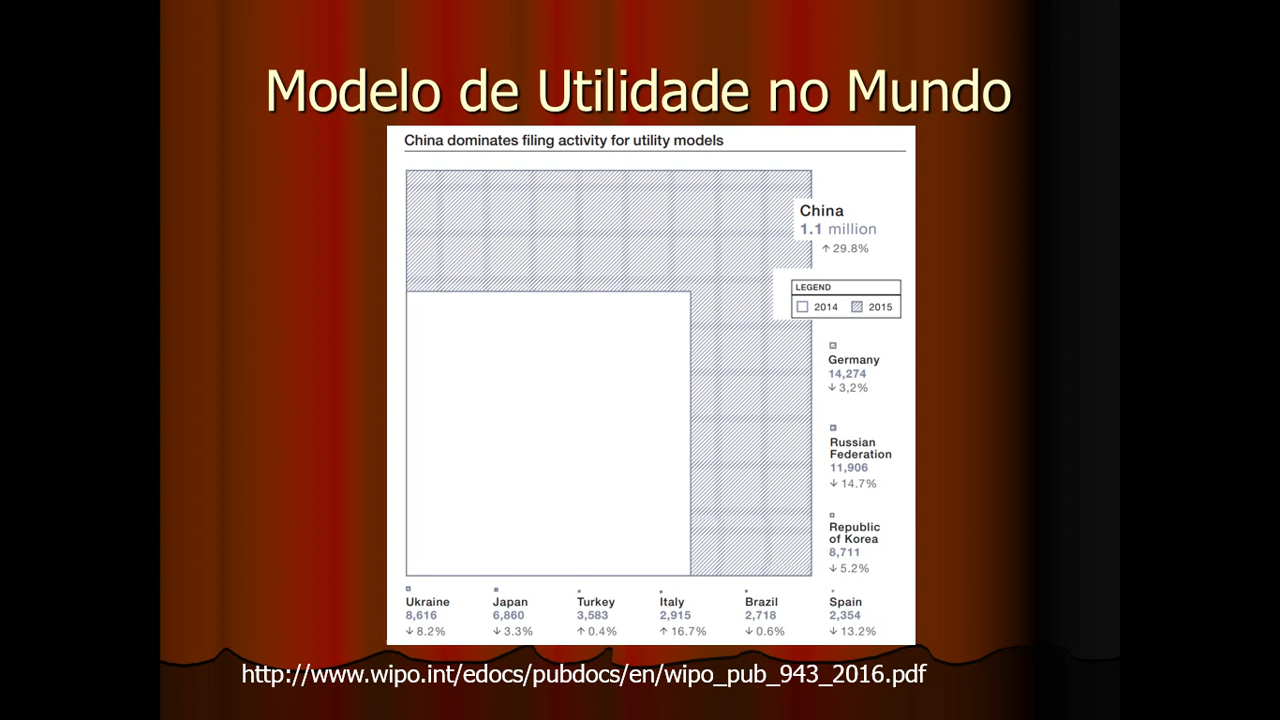 Modelo de Utilidade no Mundo
China dominates filing activity for utility models
China
1.1 million
↑ 29.8%
LEGEND
2014 2015
Germany
14,274
↓ 3,2%
Russian
Federation
11,906
↓ 14.7%
Republic
of Korea
8,711
↓ 5.2%
Ukraine
8,616
↓ 8.2%
Japan
6,860
↓ 3.3%
Turkey
3,583
↑ 0.4%
Italy
2,915
↑ 16.7%
Brazil
2,718
↓ 0.6%
Spain
2,354
↓ 13.2%
http://www.wipo.int/edocs/pubdocs/en/wipo_pub_943_2016.pdf